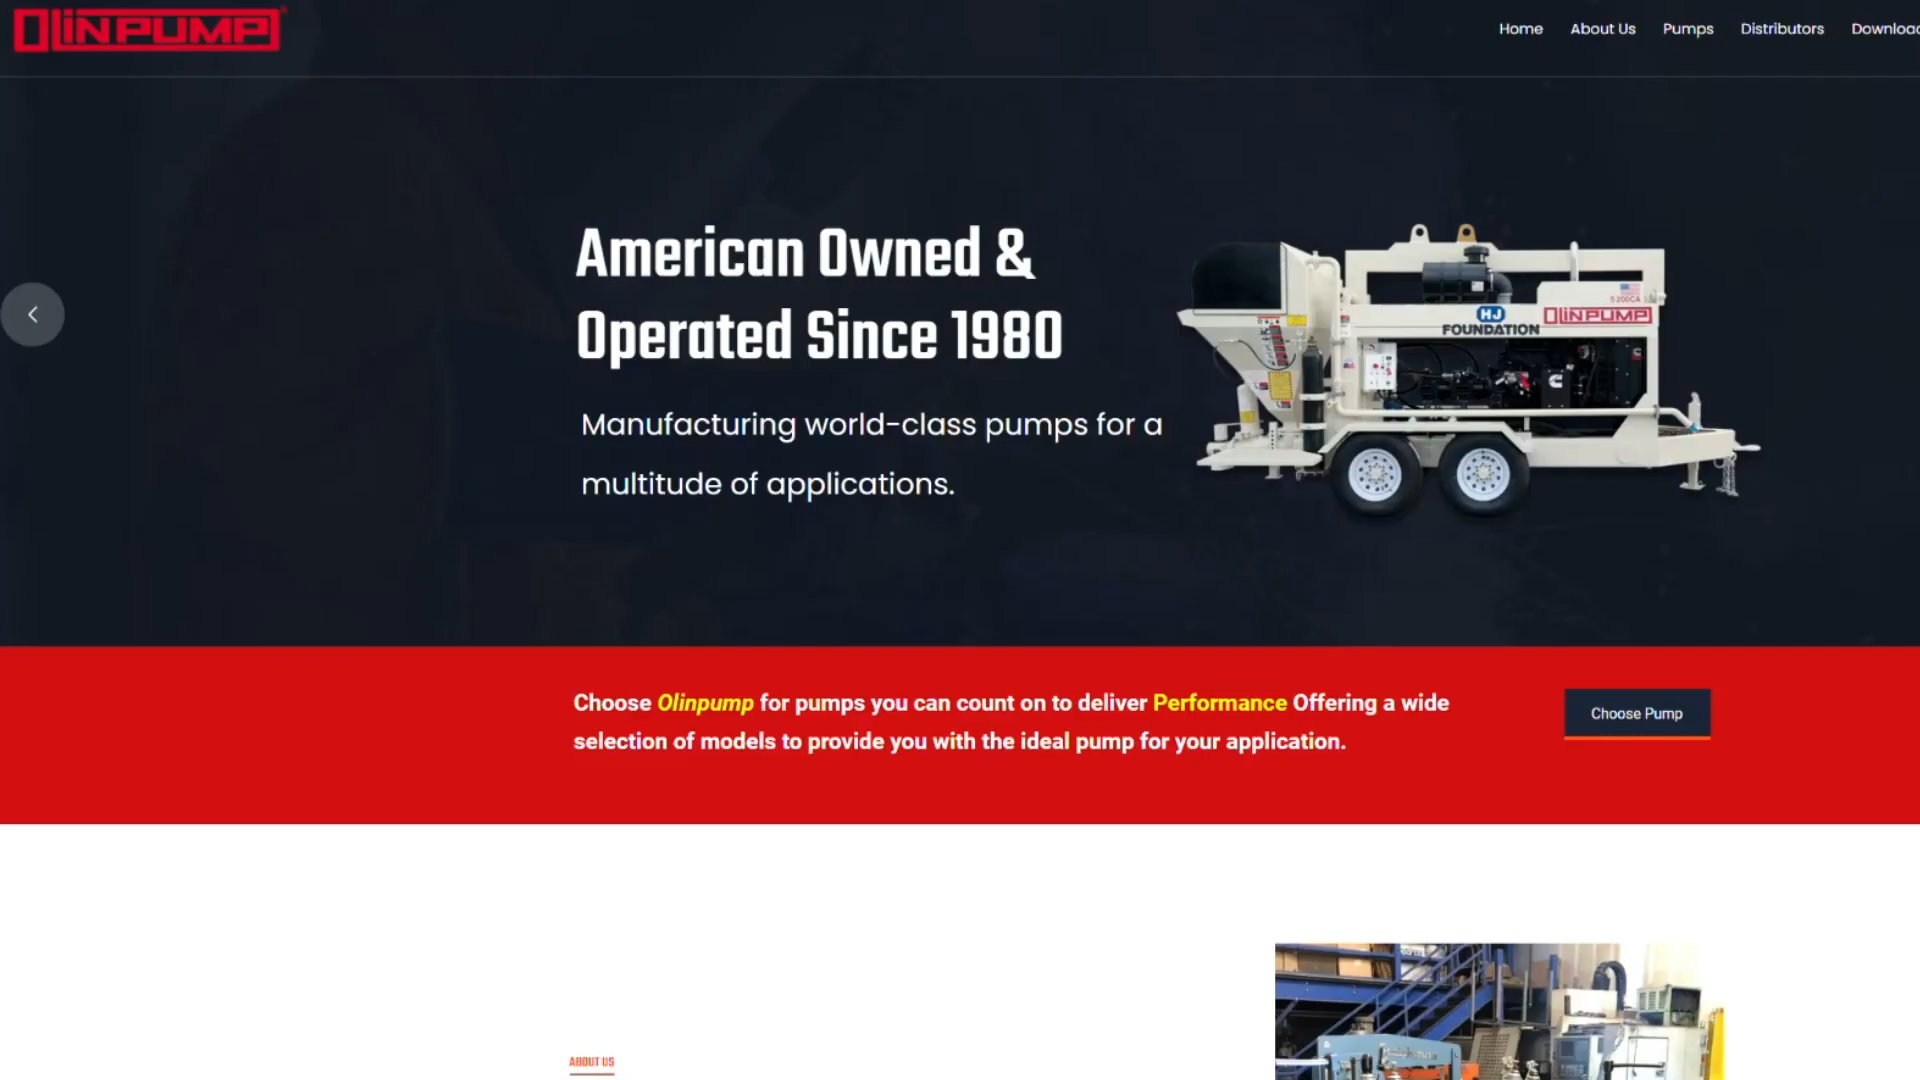 OLINPUMP
Home About Us Pumps Distributors
American Owned &
Operated Since 1980
Manufacturing world-class pumps for a
multitude of applications.
5 200CA
HJ
FOUNDATION
OLINPUMP
Choose Olinpump for pumps you can count on to deliver Performance Offering a wide
selection of models to provide you with the ideal pump for your application.
Choose Pump
ABOUT US